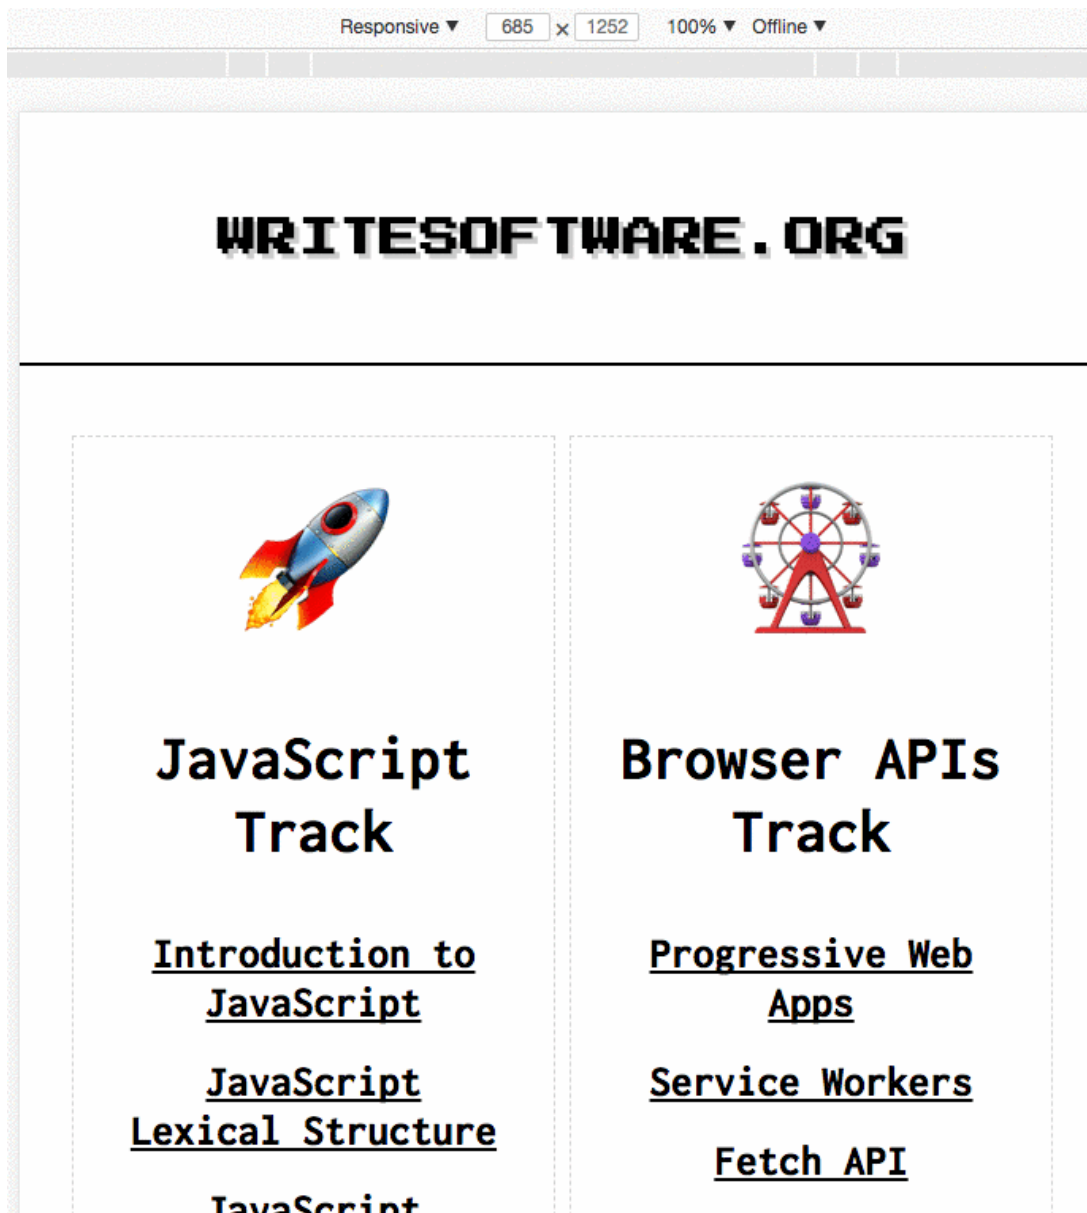 Responsive ▼ 685 × 1252 100% ▼ Offline ▼
WRITESOFTWARE.ORG
JavaScript
Track
Introduction to
JavaScript
JavaScript
Lexical Structure
JavaScript
Browser APIs
Track
Progressive Web
Apps
Service Workers
Fetch API